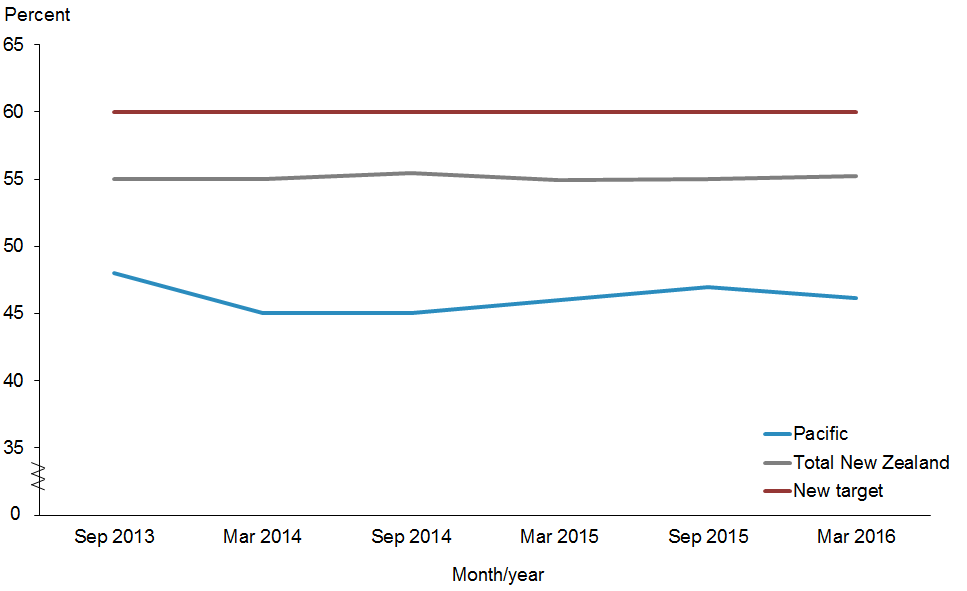 Percent
65
60
55
50
45
40
35
0
Pacific
Total New Zealand
New target
Sep 2013 Mar 2014 Sep 2014 Mar 2015 Sep 2015 Mar 2016
Month/year